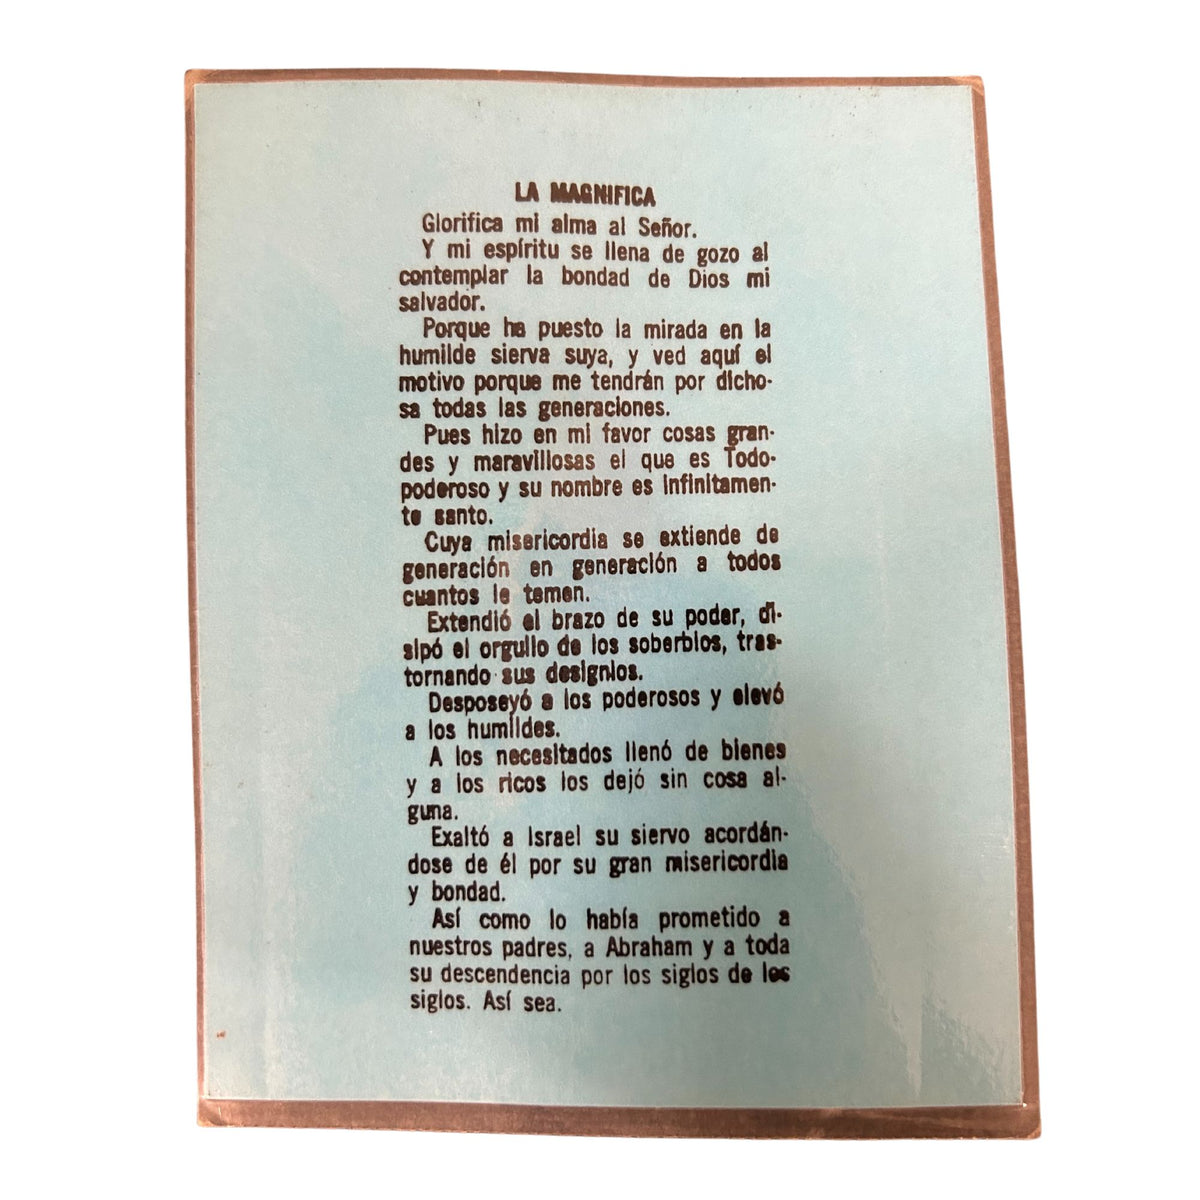 LA MAGNIFICA
Glorifica mi alma al Señor.
Y mi espíritu se llena de gozo al
contemplar la bondad de Dios mi
salvador.
Porque ha puesto la mirada en la
humilde sierva suya, y ved aquí el
motivo porque me tendrán por dicho-
sa todas las generaciones.
Pues hizo en mi favor cosas gran-
des y maravillosas el que es Todo-
poderoso y su nombre es infinitamen-
te santo.
Cuya misericordia se extiende de
generación en generación a todos
cuantos le temen.
Extendió el brazo de su poder, di-
sipó el orgullo de los soberbios, tras-
tornando sus designios.
Desposeyó a los poderosos y elevó
a los humildes.
A los necesitados llenó de bienes
y a los ricos los dejó sin cosa al-
guna.
Exaltó a Israel su siervo acordán-
dose de él por su gran misericordia
y bondad.
Así como lo había prometido a
nuestros padres, a Abraham y a toda
su descendencia por los siglos de los
siglos. Así sea.